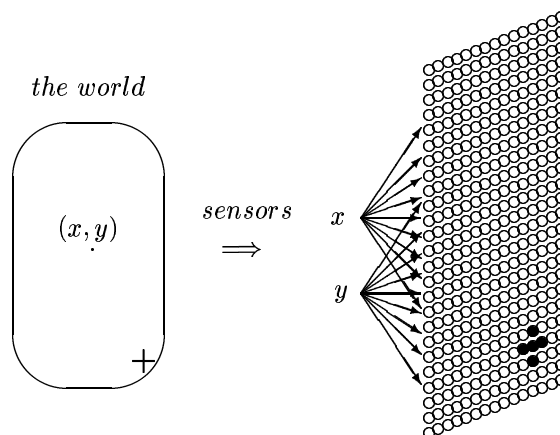 the world
(x, y)
sensors
⟹
x
y
+